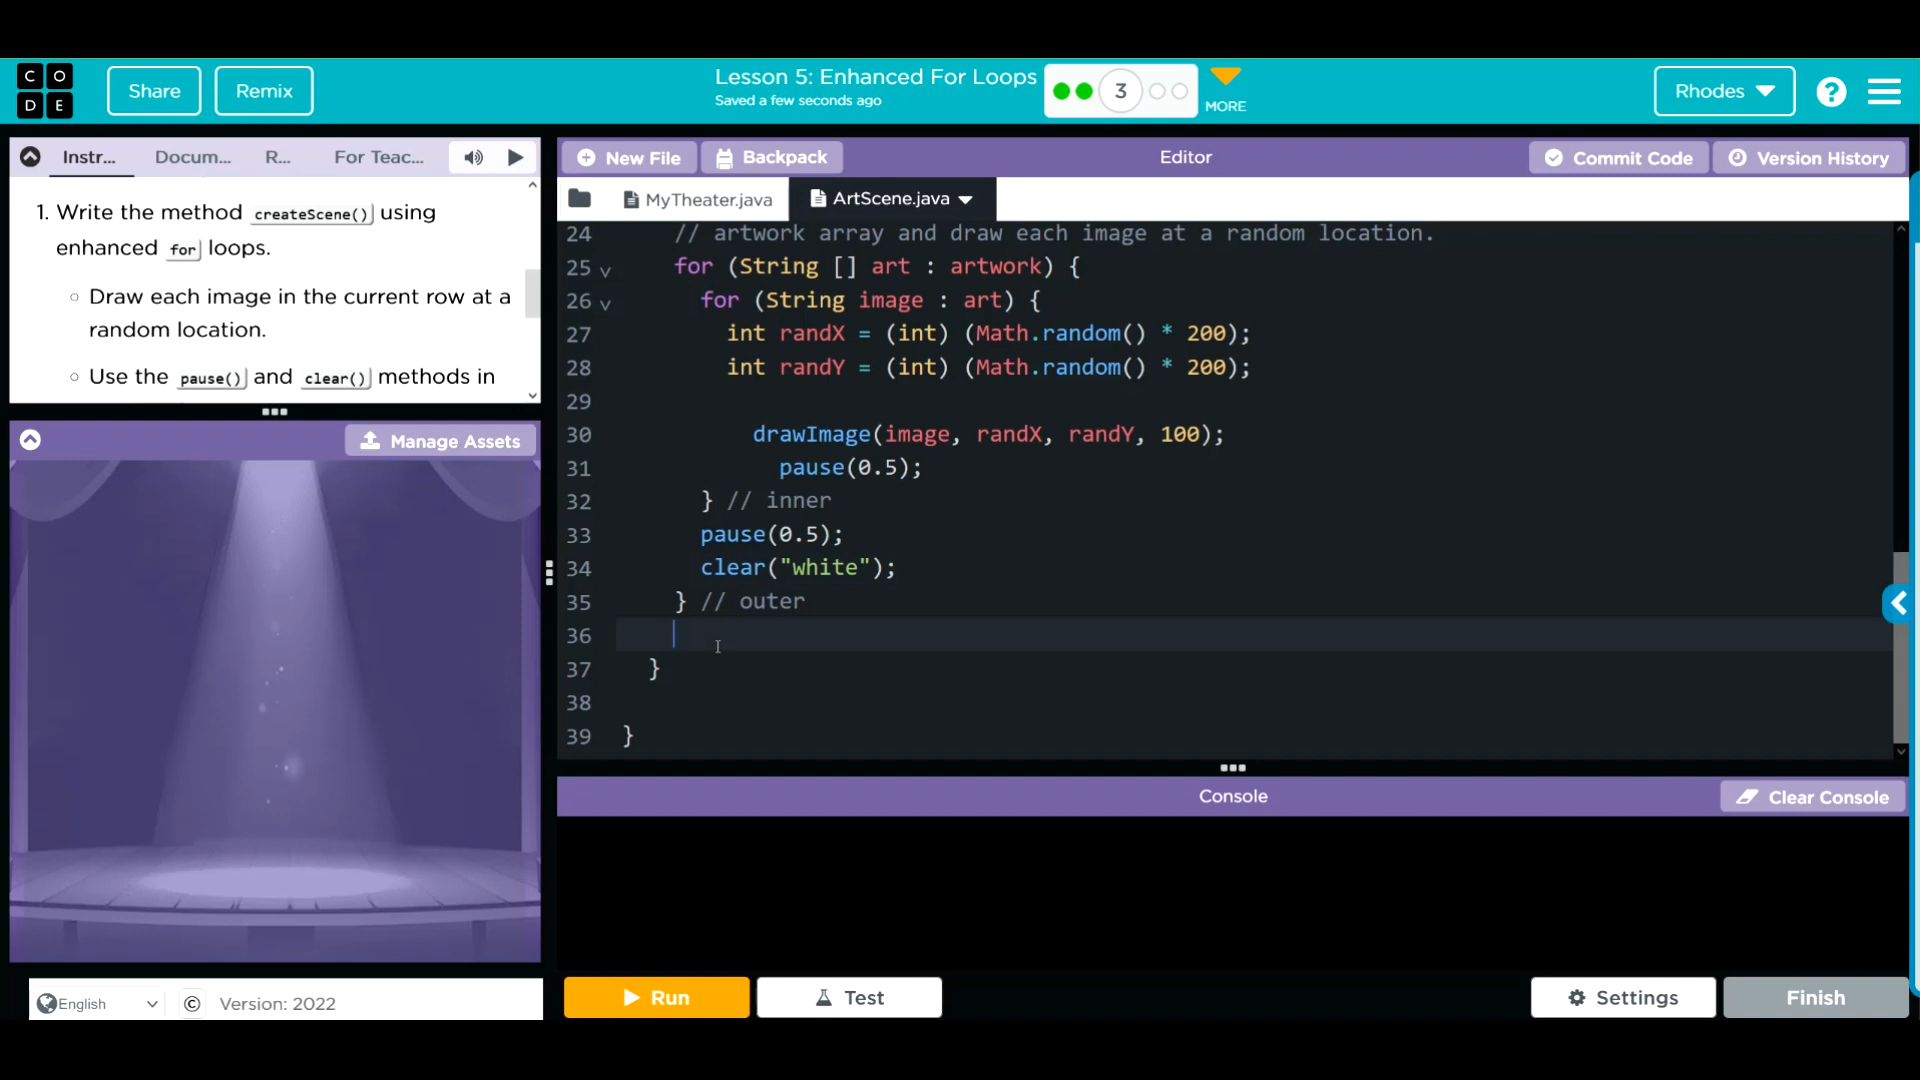 C O
D E
Share
Remix
Lesson 5: Enhanced For Loops
Saved a few seconds ago
3
MORE
Rhodes
?
Instr...
Docum...
R...
For Teac...
New File
Backpack
Editor
Commit Code
Version History
1. Write the method createScene() using
enhanced for loops.
Draw each image in the current row at a
random location.
Use the pause() and clear() methods in
MyTheater.java
ArtScene.java
24 // artwork array and draw each image at a random location.
25 for (String [] art : artwork) {
26 for (String image : art) {
27 int randX = (int) (Math.random() * 200);
28 int randY = (int) (Math.random() * 200);
29
30 drawImage(image, randX, randY, 100);
31 pause(0.5);
32 } // inner
33 pause(0.5);
34 clear("white");
35 } // outer
36
37 }
38
39 }
Manage Assets
Console
Clear Console
English
© Version: 2022
Run
Test
Settings
Finish